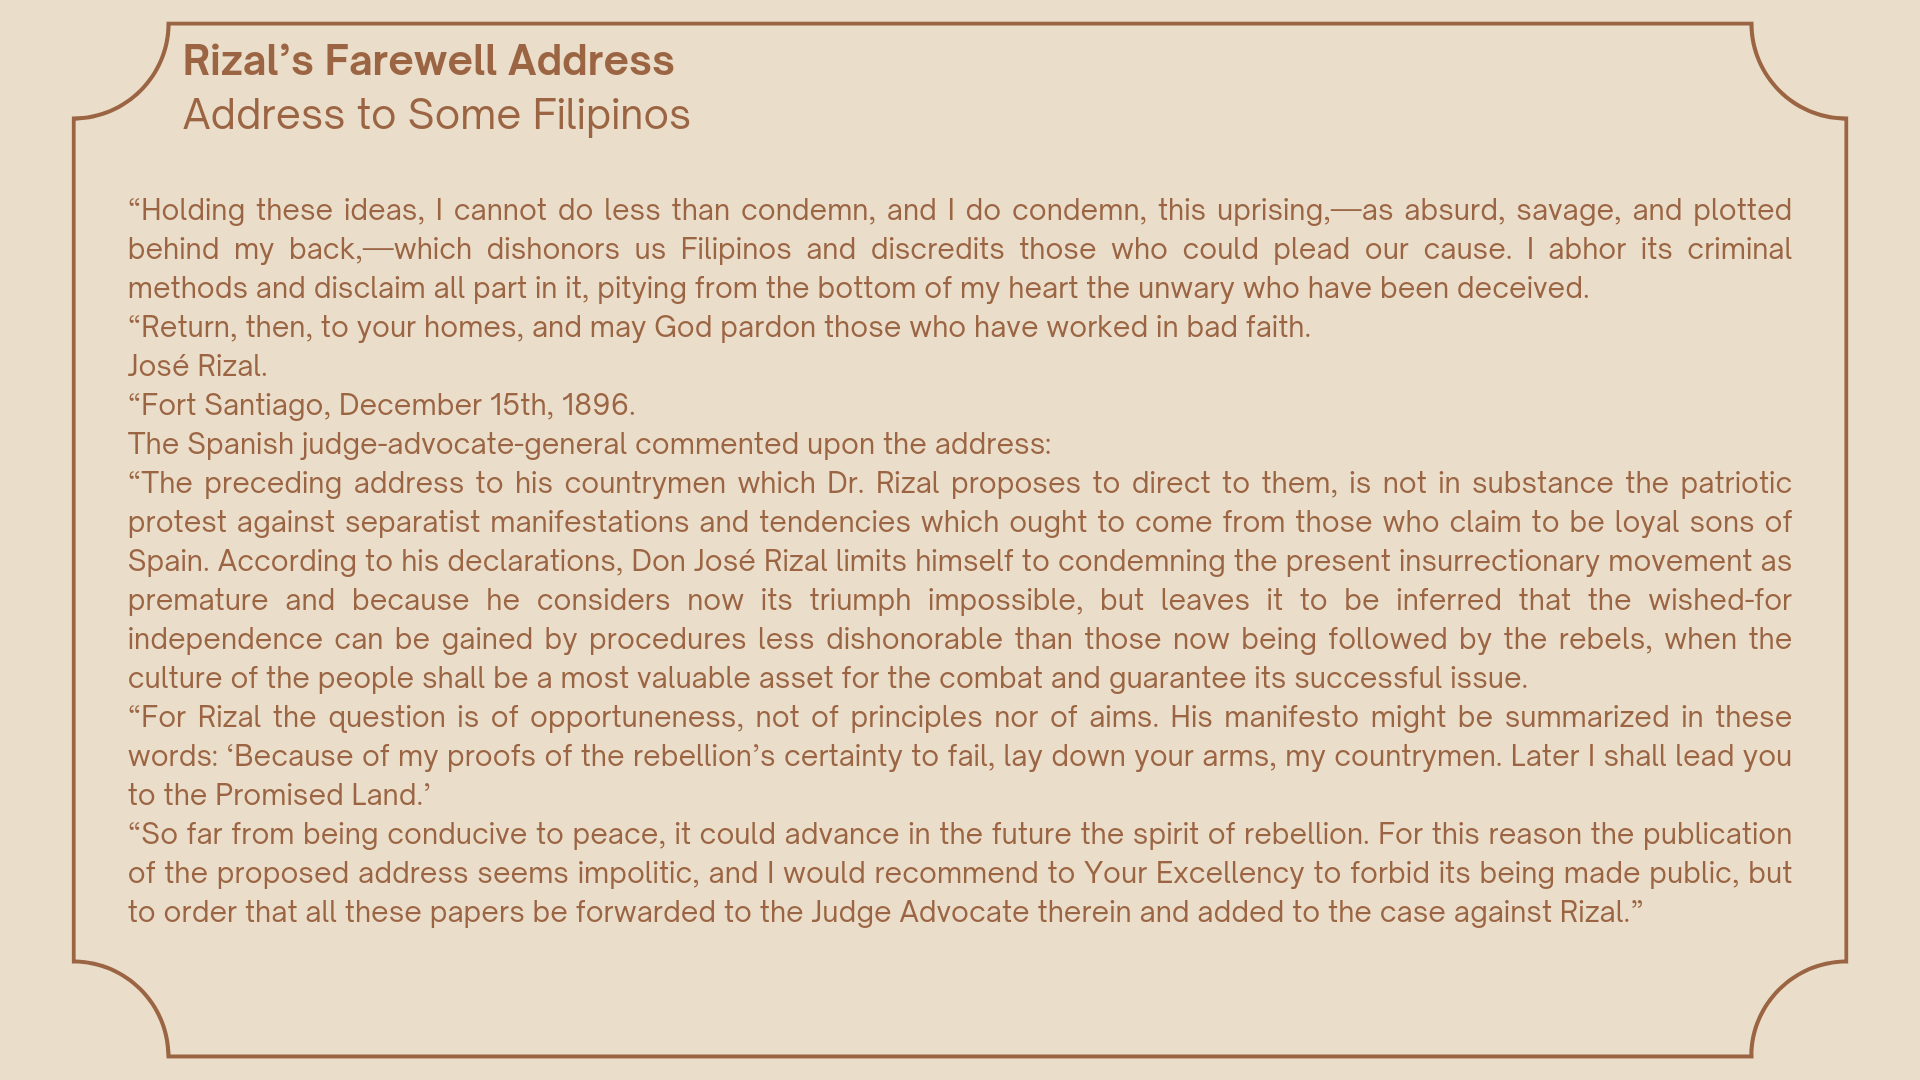 Rizal’s Farewell Address
Address to Some Filipinos
“Holding these ideas, I cannot do less than condemn, and I do condemn, this uprising,—as absurd, savage, and plotted
behind my back,—which dishonors us Filipinos and discredits those who could plead our cause. I abhor its criminal
methods and disclaim all part in it, pitying from the bottom of my heart the unwary who have been deceived.
“Return, then, to your homes, and may God pardon those who have worked in bad faith.
José Rizal.
“Fort Santiago, December 15th, 1896.
The Spanish judge-advocate-general commented upon the address:
“The preceding address to his countrymen which Dr. Rizal proposes to direct to them, is not in substance the patriotic
protest against separatist manifestations and tendencies which ought to come from those who claim to be loyal sons of
Spain. According to his declarations, Don José Rizal limits himself to condemning the present insurrectionary movement as
premature and because he considers now its triumph impossible, but leaves it to be inferred that the wished-for
independence can be gained by procedures less dishonorable than those now being followed by the rebels, when the
culture of the people shall be a most valuable asset for the combat and guarantee its successful issue.
“For Rizal the question is of opportuneness, not of principles nor of aims. His manifesto might be summarized in these
words: ‘Because of my proofs of the rebellion’s certainty to fail, lay down your arms, my countrymen. Later I shall lead you
to the Promised Land.’
“So far from being conducive to peace, it could advance in the future the spirit of rebellion. For this reason the publication
of the proposed address seems impolitic, and I would recommend to Your Excellency to forbid its being made public, but
to order that all these papers be forwarded to the Judge Advocate therein and added to the case against Rizal.”